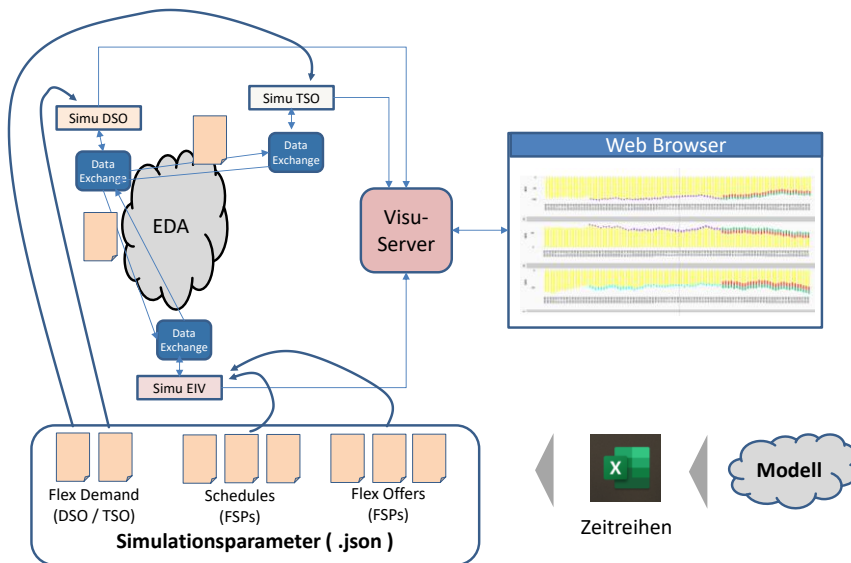 Simu TSO
Simu DSO
Web Browser
Data
Exchange
Data
Exchange
EDA
Visu-
Server
Data
Exchange
Simu EIV
Flex Demand
(DSO / TSO)
Schedules
(FSPs)
Flex Offers
(FSPs)
Simulationsparameter ( .json )
X
Zeitreihen
Modell